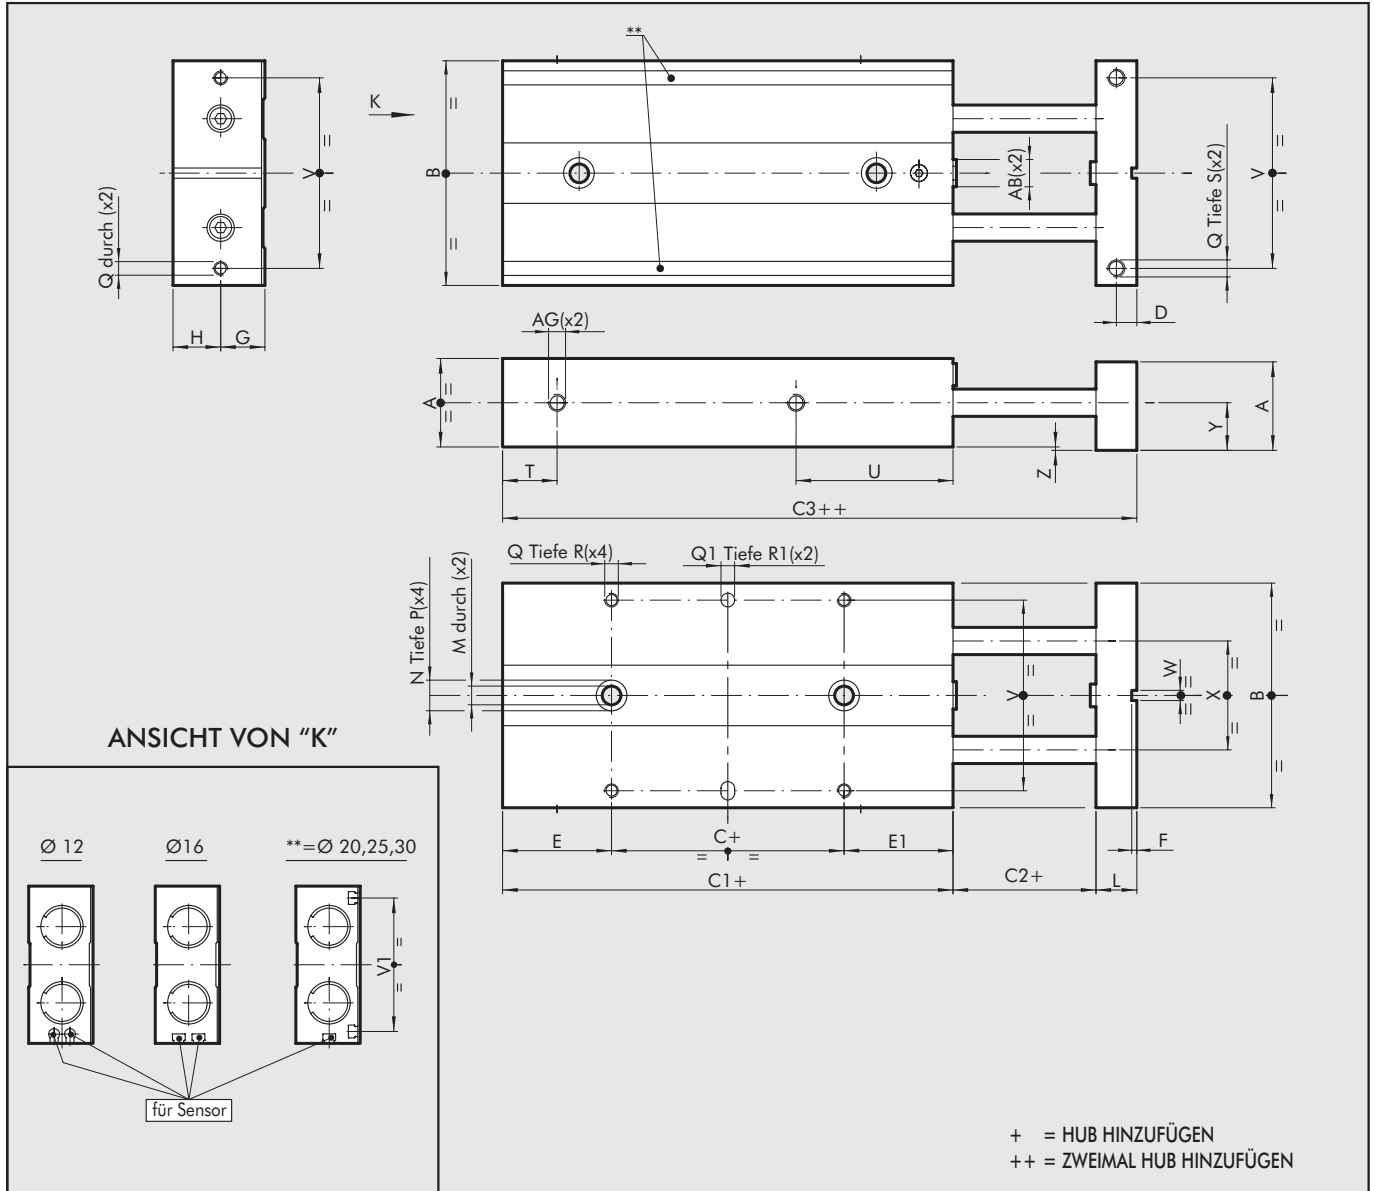 **
K
B
=
=
V
=
=
Q durch (x2)
H
G
AB(x2)
Q Tiefe S(x2)
V
=
=
D
AG(x2)
A
=
=
T
U
Z
Y
A
C3++
Q Tiefe R(x4)
Q1 Tiefe R1(x2)
N Tiefe P(x4)
M durch (x2)
V
=
=
W
=
=
X
=
=
B
=
=
E
C+
= =
E1
F
C1+
C2+
L
ANSICHT VON "K"
Ø 12
Ø16
**=Ø 20,25,30
V1
=
=
für Sensor
+ = HUB HINZUFÜGEN
++ = ZWEIMAL HUB HINZUFÜGEN